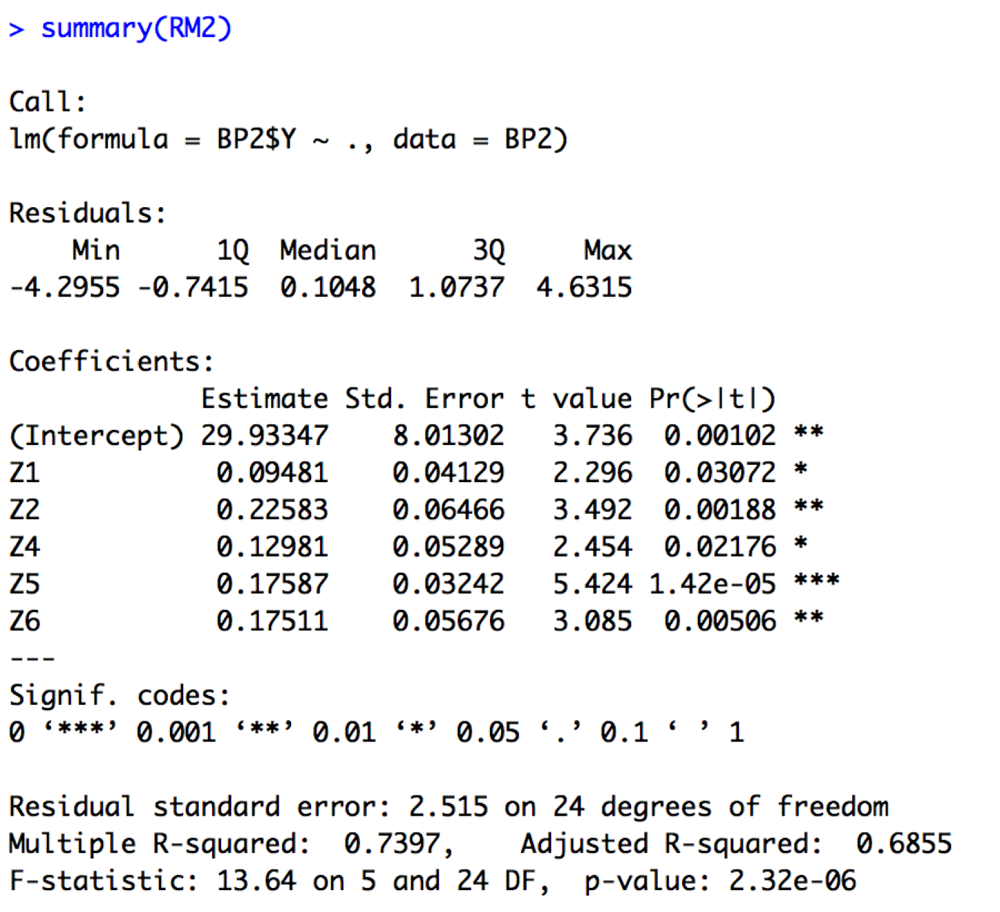 > summary(RM2)
Call:
lm(formula = BP2$Y ~ ., data = BP2)
Residuals:
    Min      1Q  Median      3Q     Max
-4.2955 -0.7415  0.1048  1.0737  4.6315
Coefficients:
            Estimate Std. Error t value Pr(>|t|)
(Intercept) 29.93347    8.01302   3.736  0.00102 **
Z1           0.09481    0.04129   2.296  0.03072 *
Z2           0.22583    0.06466   3.492  0.00188 **
Z4           0.12981    0.05289   2.454  0.02176 *
Z5           0.17587    0.03242   5.424 1.42e-05 ***
Z6           0.17511    0.05676   3.085  0.00506 **
---
Signif. codes:
0 ‘***’ 0.001 ‘**’ 0.01 ‘*’ 0.05 ‘.’ 0.1 ‘ ’ 1
Residual standard error: 2.515 on 24 degrees of freedom
Multiple R-squared:  0.7397,    Adjusted R-squared:  0.6855
F-statistic: 13.64 on 5 and 24 DF,  p-value: 2.32e-06